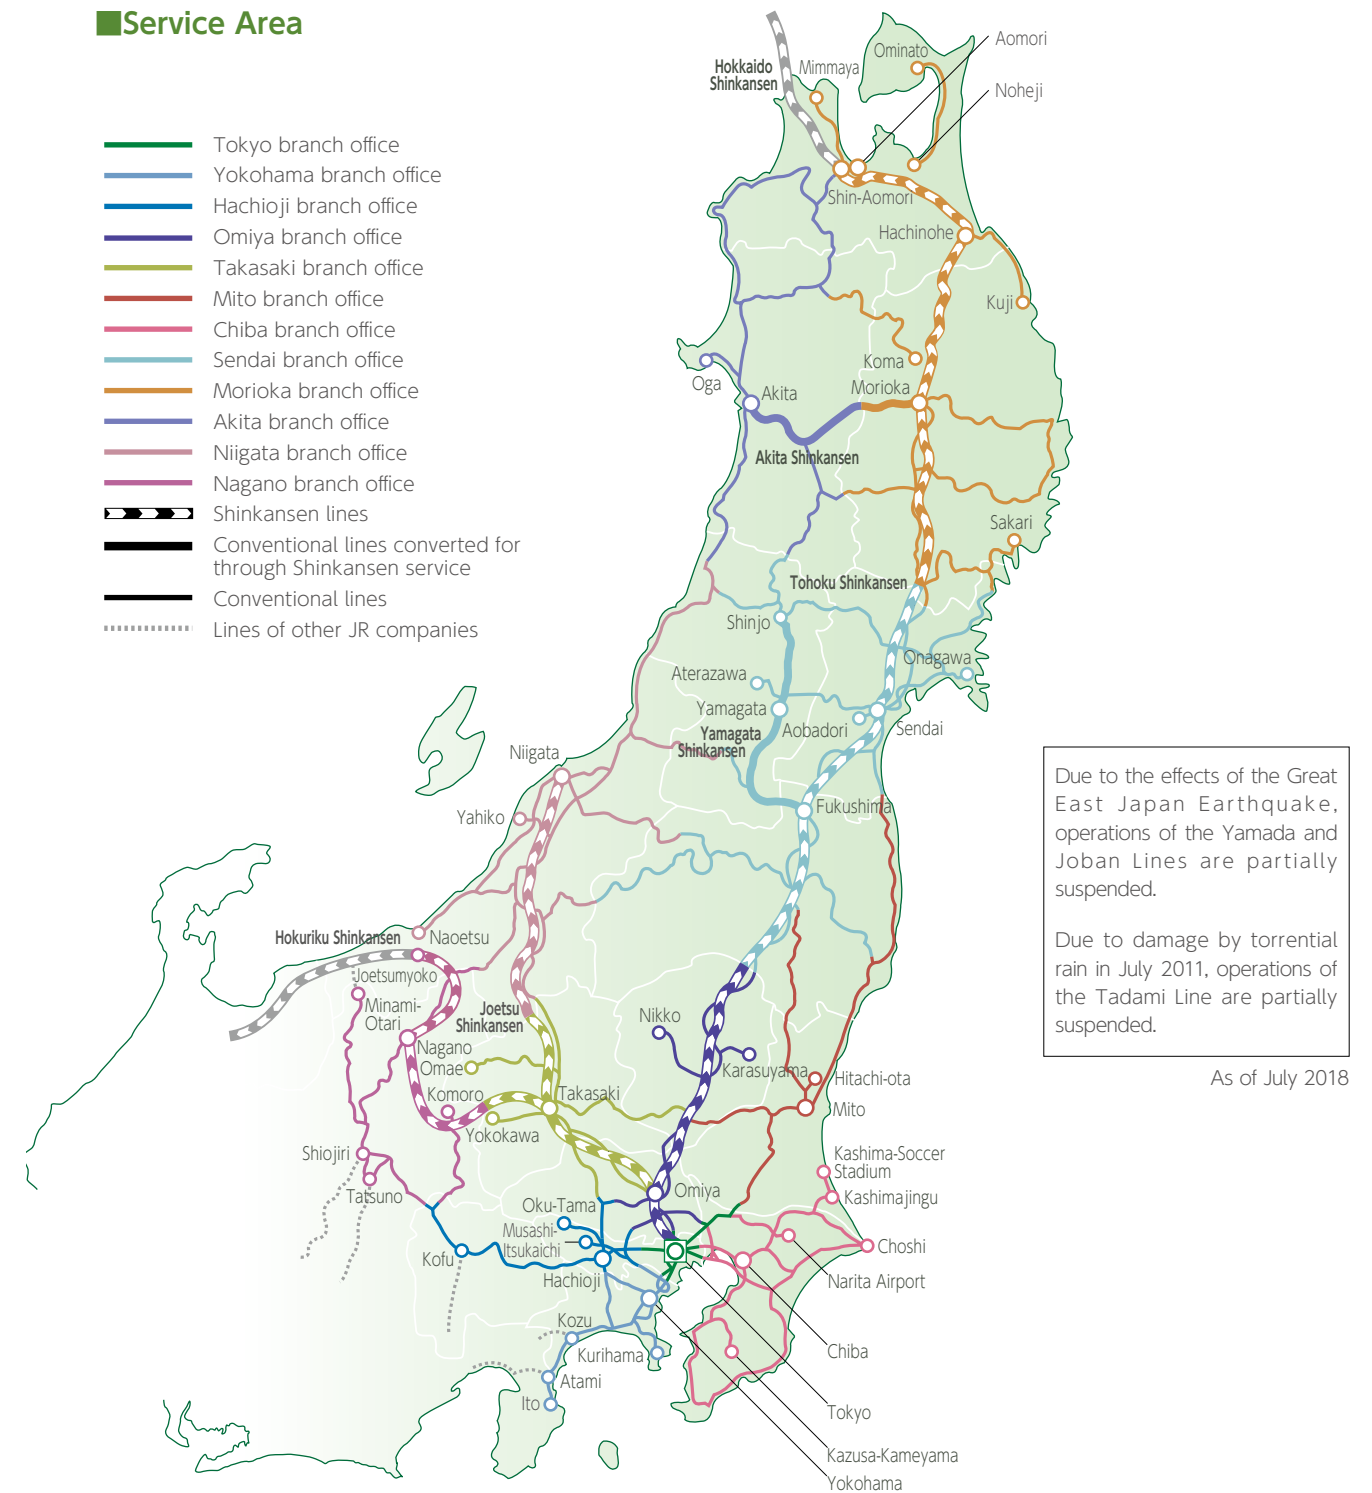 ■Service Area
Tokyo branch office
Yokohama branch office
Hachioji branch office
Omiya branch office
Takasaki branch office
Mito branch office
Chiba branch office
Sendai branch office
Morioka branch office
Akita branch office
Niigata branch office
Nagano branch office
Shinkansen lines
Conventional lines converted for
through Shinkansen service
Conventional lines
Lines of other JR companies
Hokkaido
Shinkansen
Mimmaya
Ominato
Aomori
Noheji
Shin-Aomori
Hachinohe
Kuji
Koma
Morioka
Oga
Akita
Akita Shinkansen
Sakari
Tohoku Shinkansen
Shinjo
Onagawa
Aterazawa
Yamagata
Yamagata
Shinkansen
Aobadori
Sendai
Niigata
Fukushima
Yahiko
Hokuriku Shinkansen
Naoetsu
Joetsumyoko
Minami-
Otari
Joetsu
Shinkansen
Nikko
Nagano
Omae
Karasuyama
Hitachi-ota
Komoro
Takasaki
Mito
Yokokawa
Shiojiri
Tatsuno
Kashima-Soccer
Stadium
Kashimajingu
Omiya
Oku-Tama
Musashi-
Itsukaichi
Kofu
Hachioji
Choshi
Narita Airport
Kozu
Kurihama
Chiba
Atami
Ito
Tokyo
Kazusa-Kameyama
Yokohama
Due to the effects of the Great
East Japan Earthquake,
operations of the Yamada and
Joban Lines are partially
suspended.
Due to damage by torrential
rain in July 2011, operations of
the Tadami Line are partially
suspended.
As of July 2018